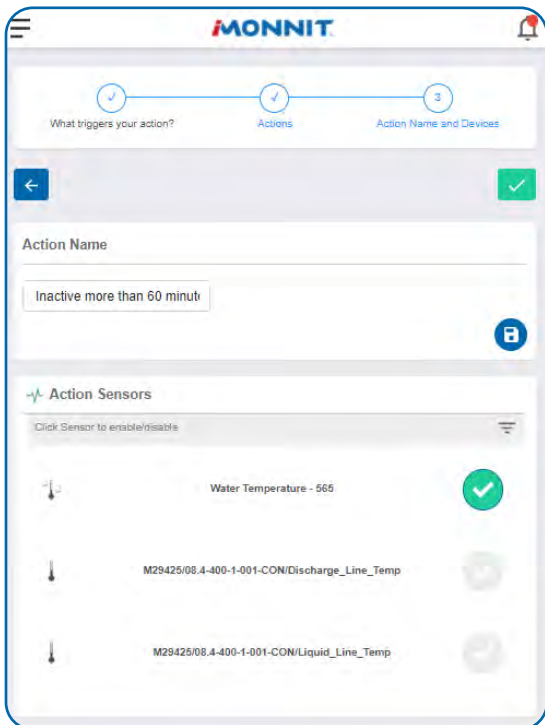 iMONNIT
3
What triggers your action?
Actions
Action Name and Devices
Action Name
Inactive more than 60 minut
Action Sensors
Click Sensor to enable/disable
Water Temperature - 565
M29425/08.4-400-1-001-CON/Discharge_Line_Temp
M29425/08.4-400-1-001-CON/Liquid_Line_Temp